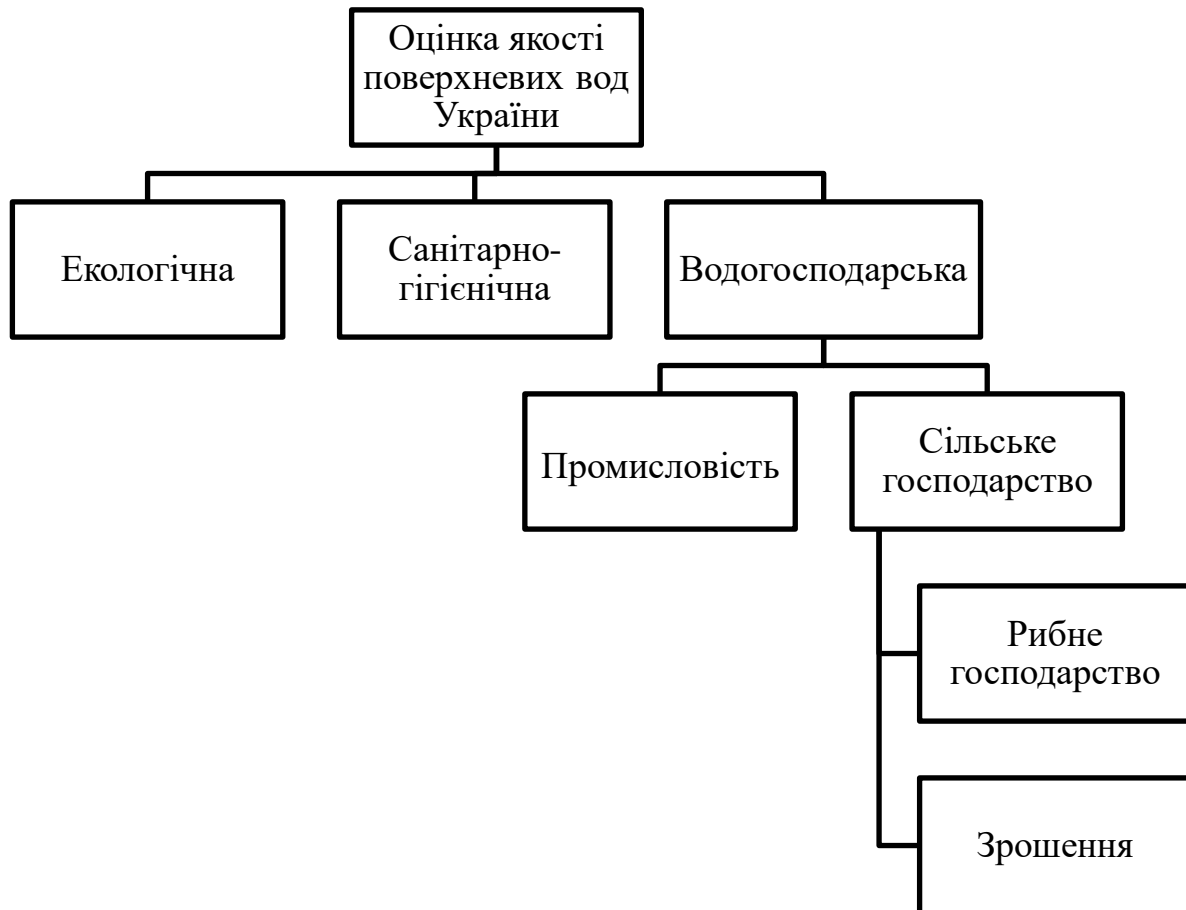 Оцінка якості
поверхневих вод
України
Екологічна
Санітарно-
гігієнічна
Водогосподарська
Промисловість
Сільське
господарство
Рибне
господарство
Зрошення